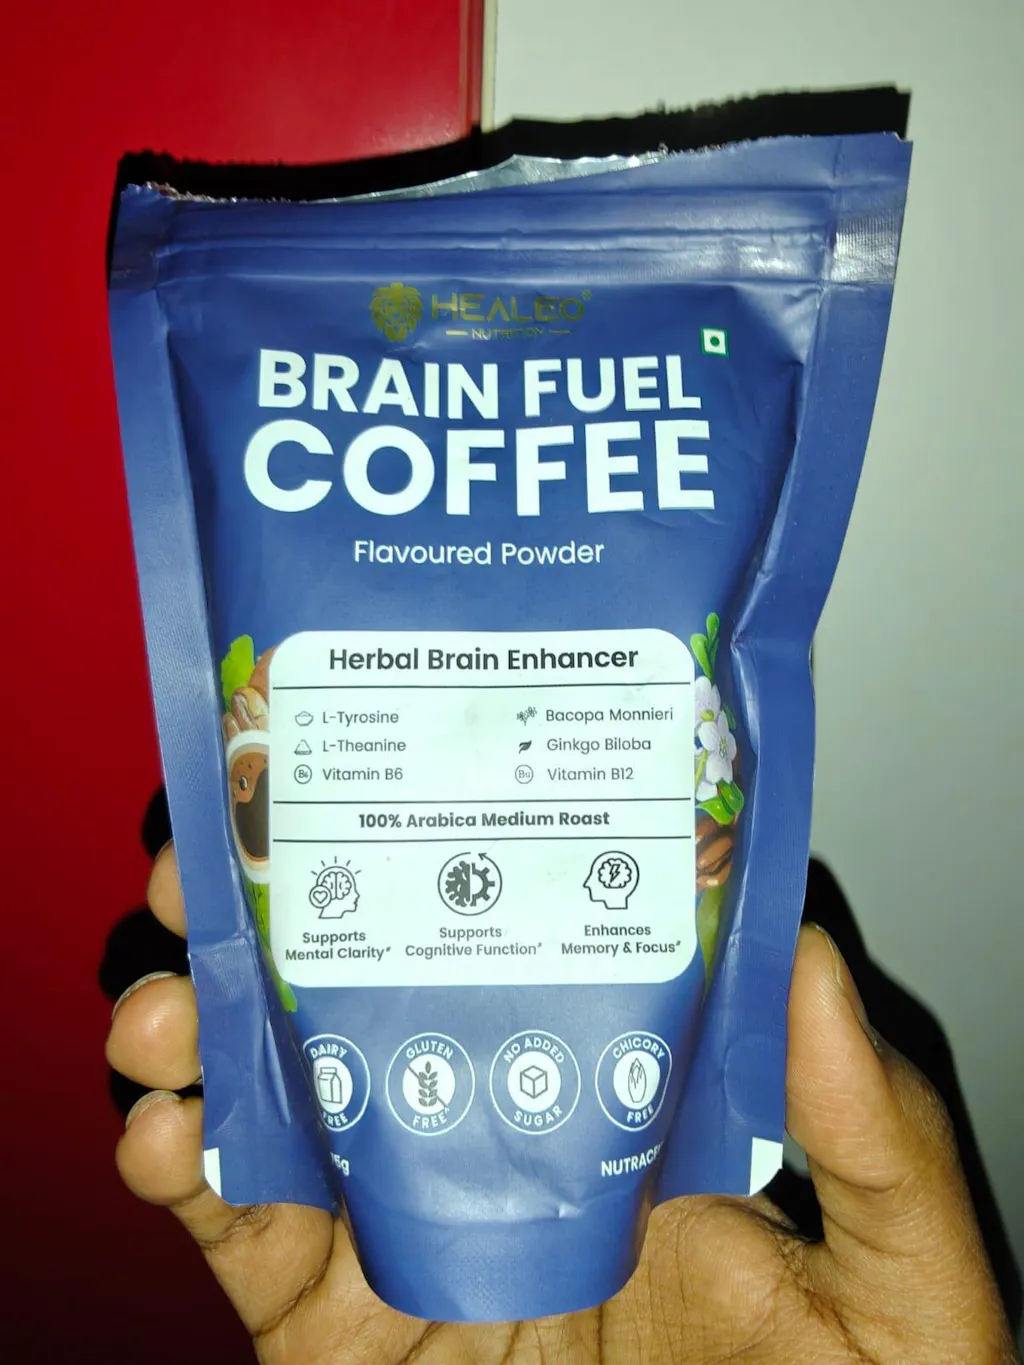 HEALEO®
NUTRITION
BRAIN FUEL
COFFEE
Flavoured Powder
Herbal Brain Enhancer
L-Tyrosine
Bacopa Monnieri
L-Theanine
Ginkgo Biloba
B6 Vitamin B6
B12 Vitamin B12
100% Arabica Medium Roast
Supports
Mental Clarity#
Supports
Cognitive Function#
Enhances
Memory & Focus#
DAIRY
FREE
GLUTEN
FREE^
NO ADDED
SUGAR
CHICORY
FREE